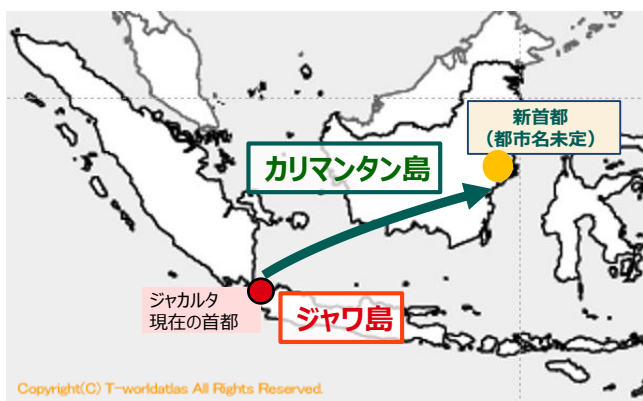 新首都
（都市名未定）
カリマンタン島
ジャカルタ
現在の首都
ジャワ島
Copyright(C) T-worldatlas All Rights Reserved.